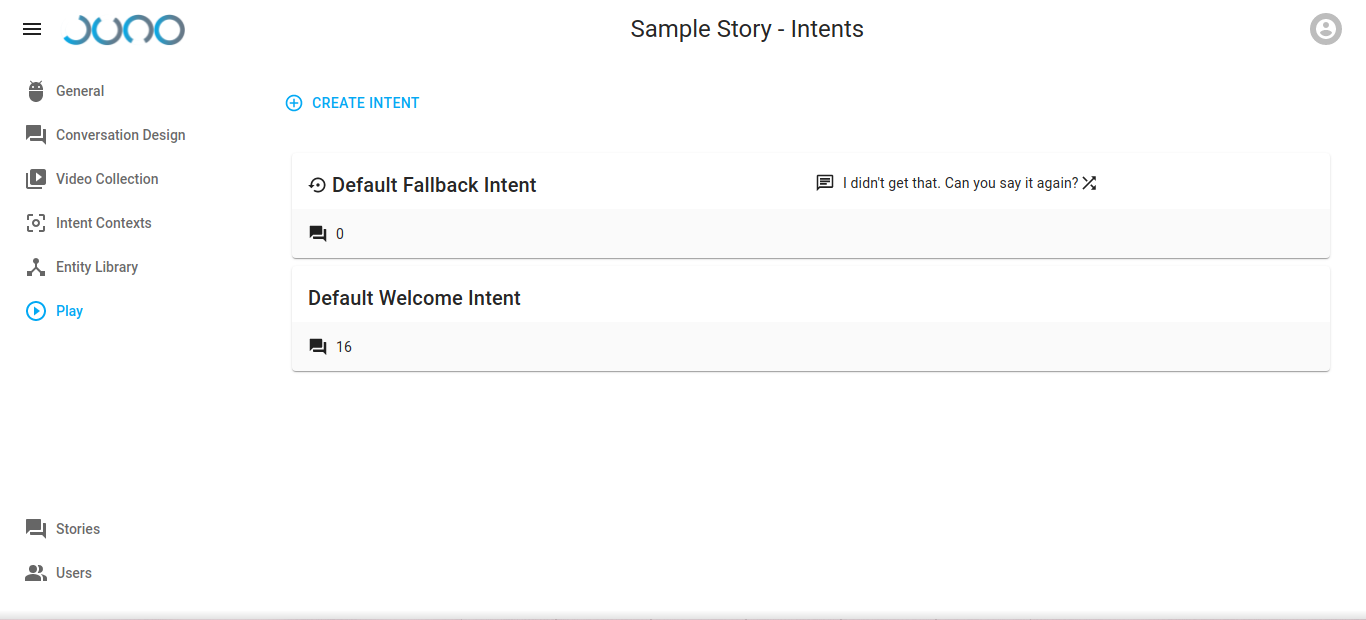 JUNO
Sample Story - Intents
General
Conversation Design
Video Collection
Intent Contexts
Entity Library
Play
Stories
Users
CREATE INTENT
Default Fallback Intent
I didn't get that. Can you say it again?
0
Default Welcome Intent
16